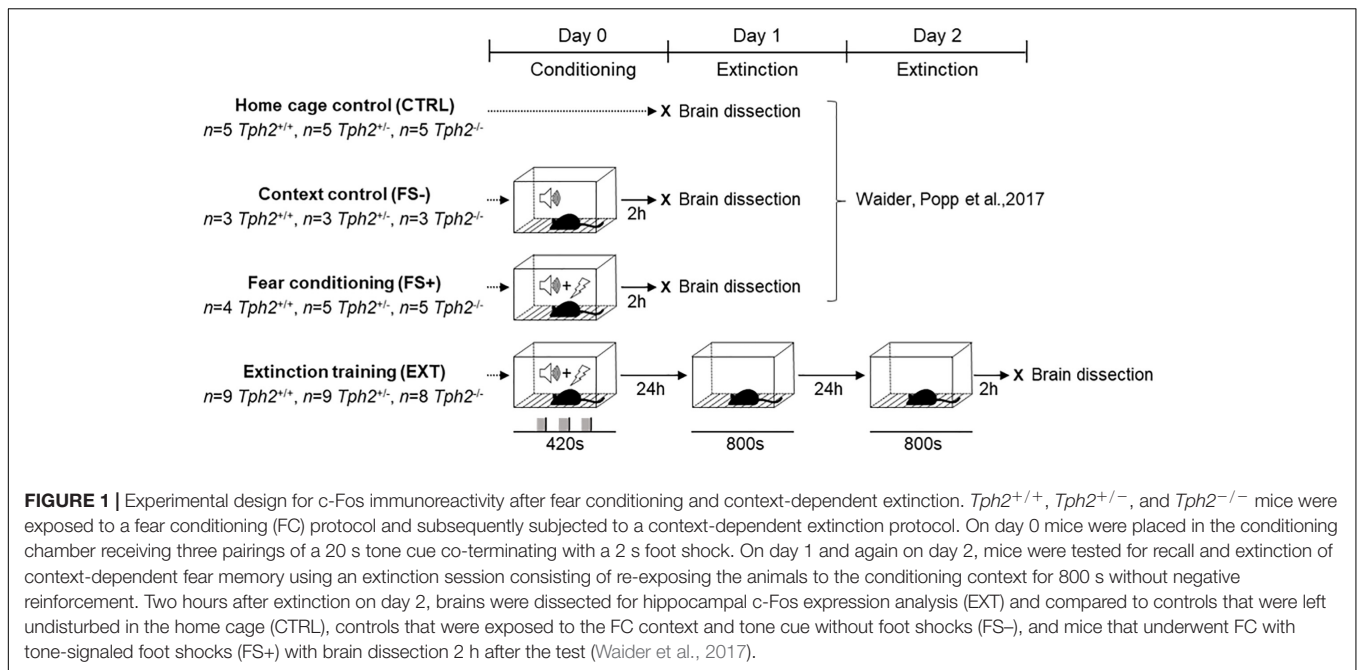 Day 0 Day 1 Day 2
Conditioning Extinction Extinction
Home cage control (CTRL)
X Brain dissection
n=5 Tph2+/+, n=5 Tph2+/-, n=5 Tph2-/-
Context control (FS-)
2h
X Brain dissection
n=3 Tph2+/+, n=3 Tph2+/-, n=3 Tph2-/-
Waider, Popp et al.,2017
Fear conditioning (FS+)
+
2h
X Brain dissection
n=4 Tph2+/+, n=5 Tph2+/-, n=5 Tph2-/-
Extinction training (EXT)
+
24h
24h
2h
X Brain dissection
n=9 Tph2+/+, n=9 Tph2+/-, n=8 Tph2-/-
420s 800s 800s
FIGURE 1 | Experimental design for c-Fos immunoreactivity after fear conditioning and context-dependent extinction. Tph2+/+, Tph2+/−, and Tph2−/− mice were
exposed to a fear conditioning (FC) protocol and subsequently subjected to a context-dependent extinction protocol. On day 0 mice were placed in the conditioning
chamber receiving three pairings of a 20 s tone cue co-terminating with a 2 s foot shock. On day 1 and again on day 2, mice were tested for recall and extinction of
context-dependent fear memory using an extinction session consisting of re-exposing the animals to the conditioning context for 800 s without negative
reinforcement. Two hours after extinction on day 2, brains were dissected for hippocampal c-Fos expression analysis (EXT) and compared to controls that were left
undisturbed in the home cage (CTRL), controls that were exposed to the FC context and tone cue without foot shocks (FS–), and mice that underwent FC with
tone-signaled foot shocks (FS+) with brain dissection 2 h after the test (Waider et al., 2017).